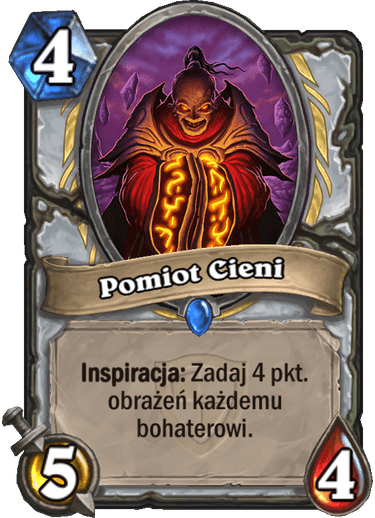 4
Pomiot Cieni
Inspiracja: Zadaj 4 pkt.
obrażeń każdemu
bohaterowi.
5
4